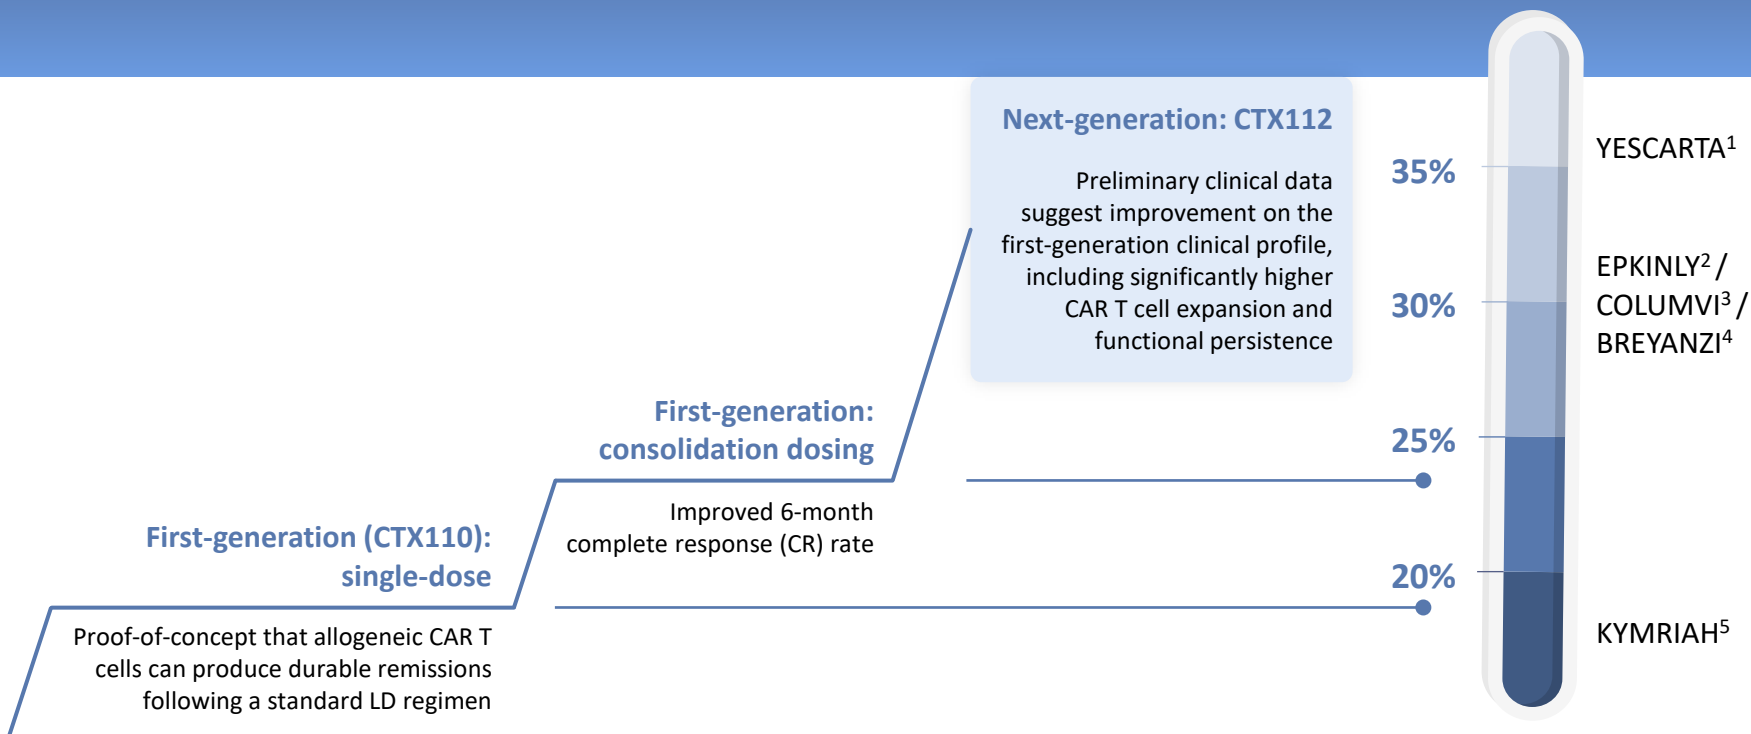 Next-generation: CTX112
Preliminary clinical data
suggest improvement on the
first-generation clinical profile,
including significantly higher
CAR T cell expansion and
functional persistence
First-generation:
consolidation dosing
Improved 6-month
complete response (CR) rate
First-generation (CTX110):
single-dose
Proof-of-concept that allogeneic CAR T
cells can produce durable remissions
following a standard LD regimen
35%
30%
25%
20%
YESCARTA¹
EPKINLY² /
COLUMVI³ /
BREYANZI⁴
KYMRIAH⁵